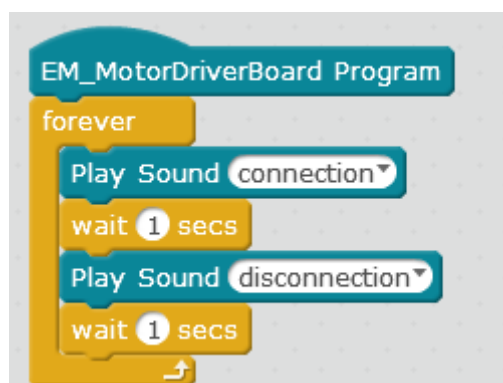 EM_MotorDriverBoard Program
forever
Play Sound connection
wait 1 secs
Play Sound disconnection
wait 1 secs